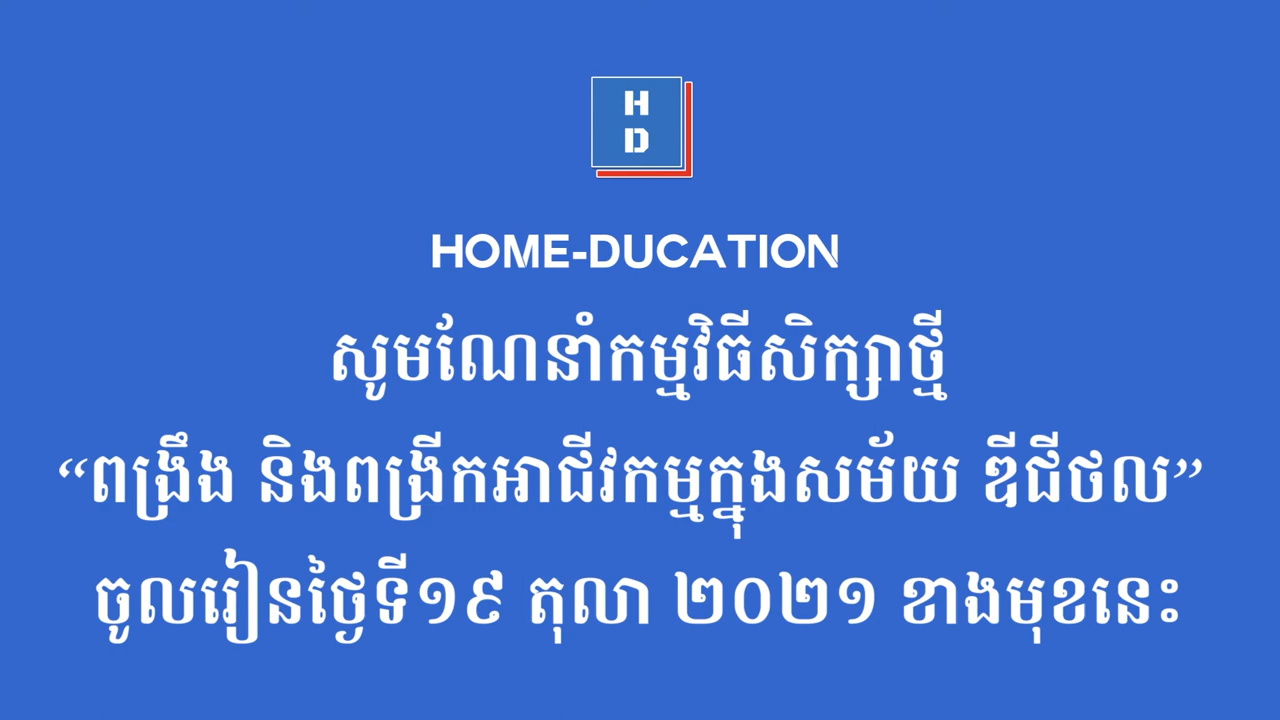 H
D
HOME-DUCATION
សូមណែនាំកម្មវិធីសិក្សាថ្មី
“ពង្រឹង និងពង្រីកអាជីវកម្មក្នុងសម័យ ឌីជីថល”
ចូលរៀនថ្ងៃទី១៩ តុលា ២០២១ ខាងមុខនេះ